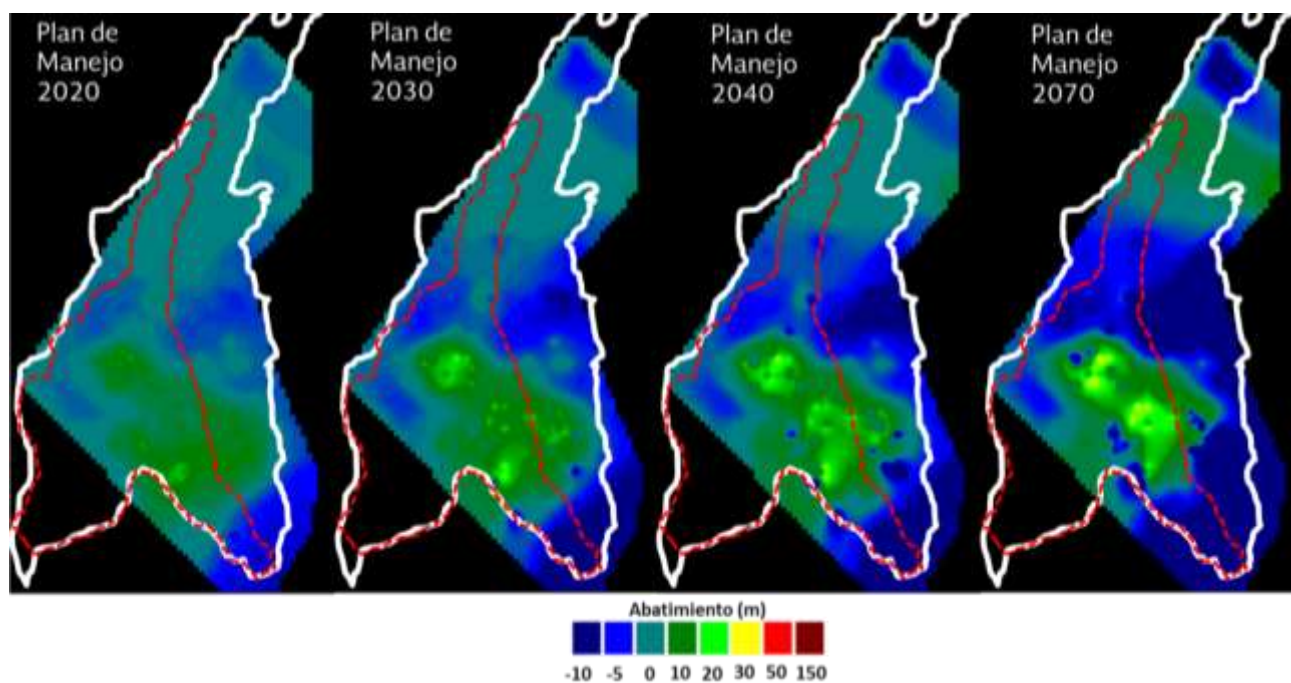 Plan de
Manejo
2020
Plan de
Manejo
2030
Plan de
Manejo
2040
Plan de
Manejo
2070
Abatimiento (m)
-10 -5 0 10 20 30 50 150